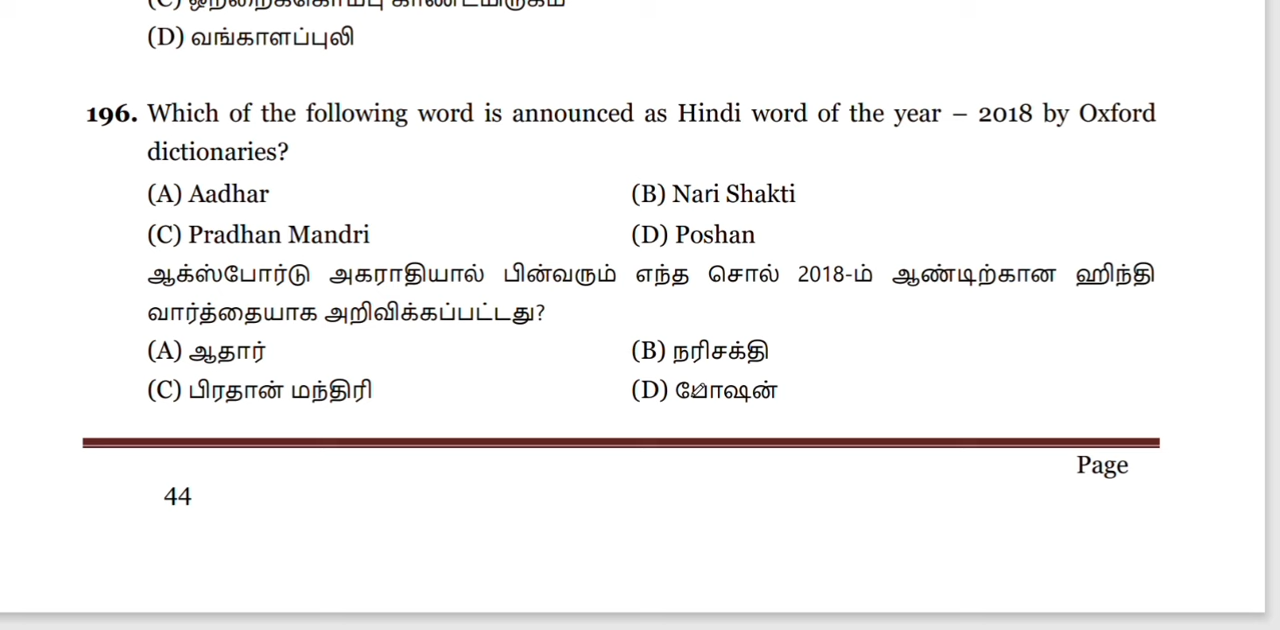 (D) வங்காளப்புலி
196. Which of the following word is announced as Hindi word of the year – 2018 by Oxford
dictionaries?
(A) Aadhar (B) Nari Shakti
(C) Pradhan Mandri (D) Poshan
ஆக்ஸ்போர்டு அகராதியால் பின்வரும் எந்த சொல் 2018-ம் ஆண்டிற்கான ஹிந்தி
வார்த்தையாக அறிவிக்கப்பட்டது?
(A) ஆதார் (B) நரிசக்தி
(C) பிரதான் மந்திரி (D) போஷன்
Page
44